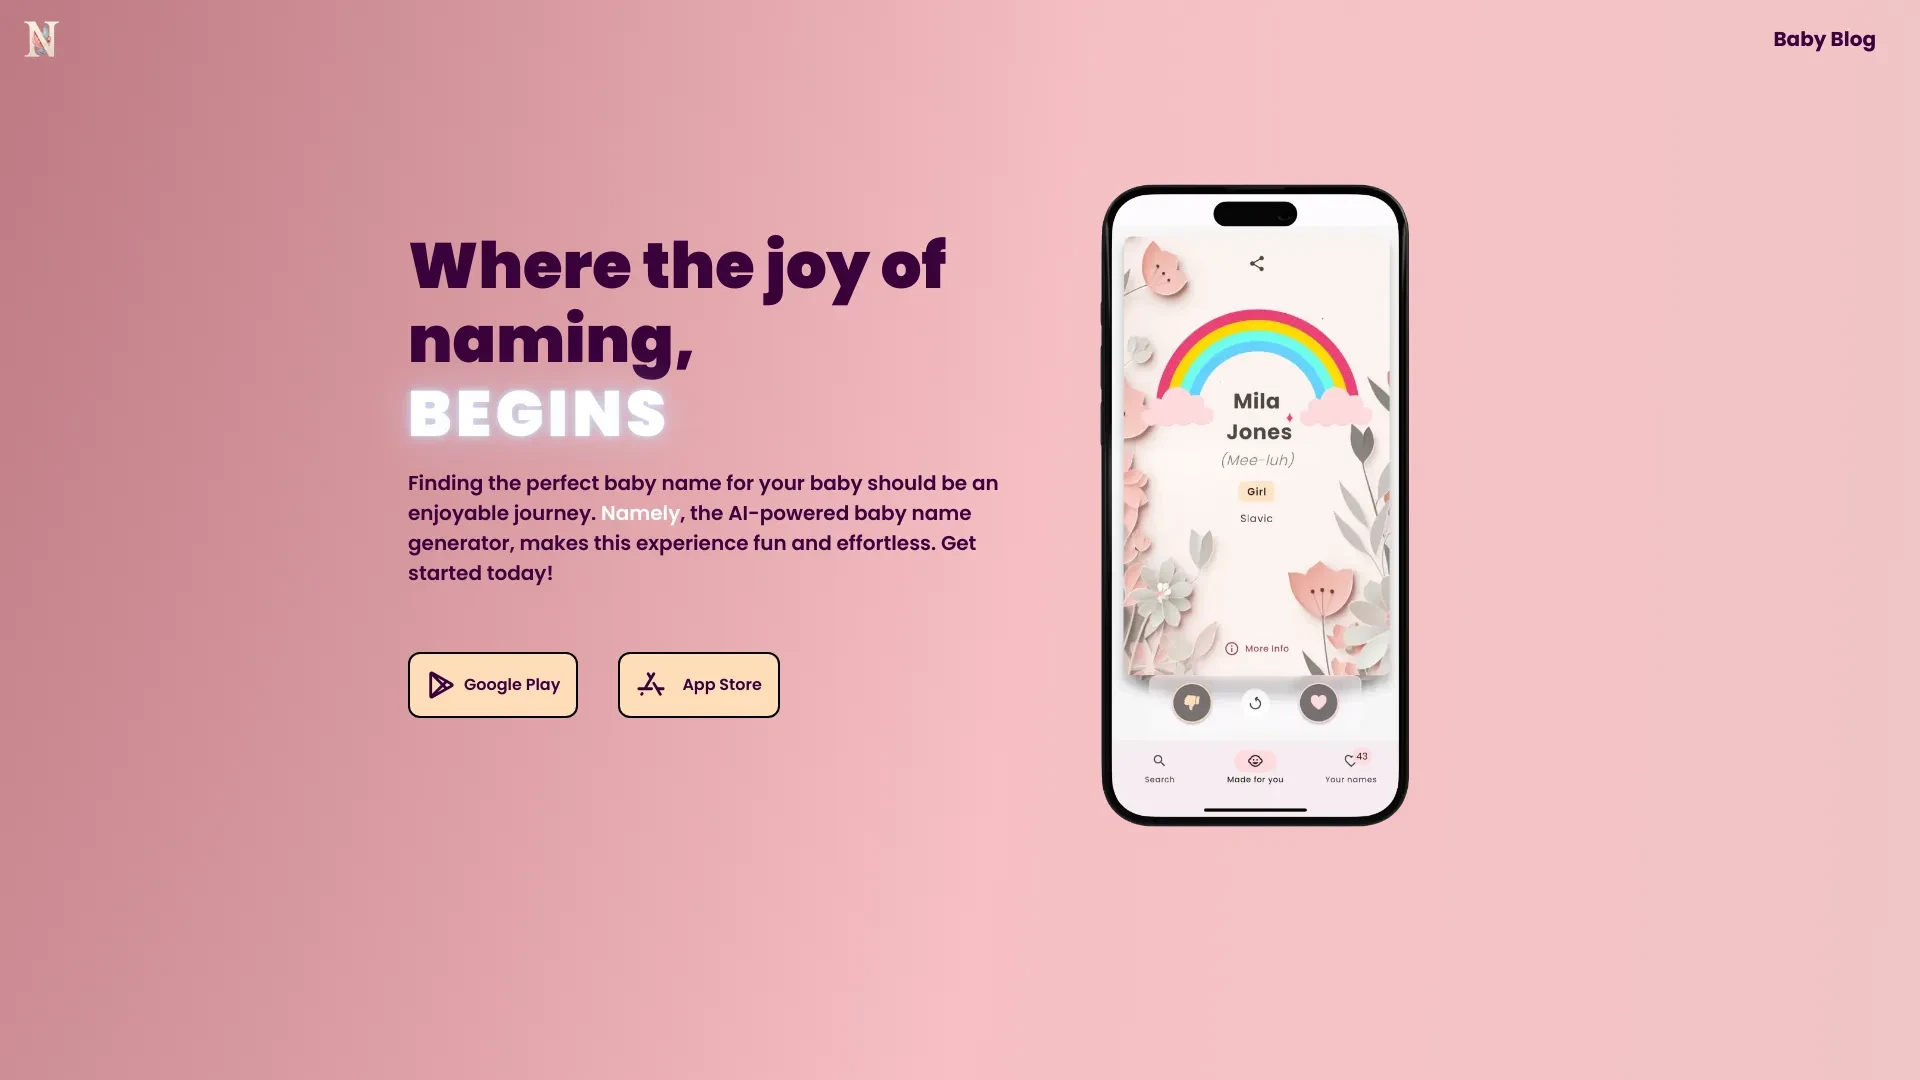 N
Baby Blog
Where the joy of
naming,
BEGINS
Finding the perfect baby name for your baby should be an
enjoyable journey. Namely, the AI-powered baby name
generator, makes this experience fun and effortless. Get
started today!
Google Play
App Store
Mila
Jones
(Mee-luh)
Girl
Slavic
More Info
Search
Made for you
43
Your names